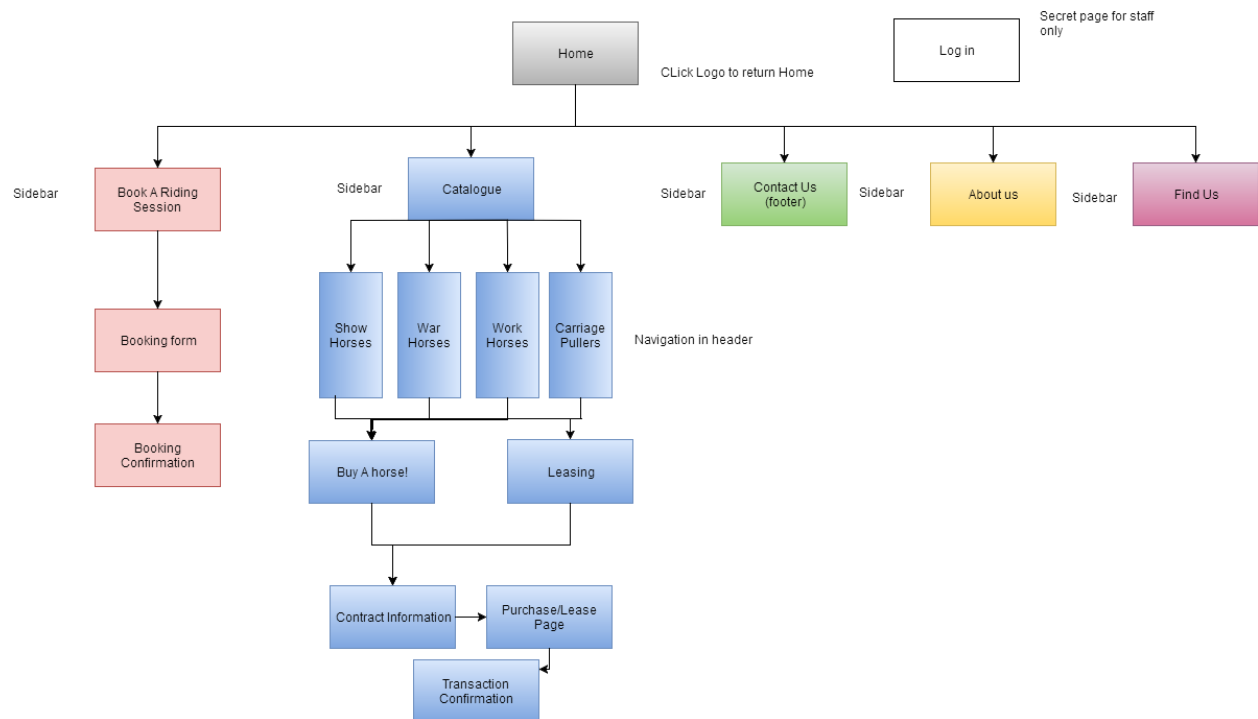 Secret page for staff
only
Home
Log in
CLick Logo to return Home
Sidebar
Book A Riding
Session
Sidebar
Catalogue
Sidebar
Contact Us
(footer)
Sidebar
About us
Sidebar
Find Us
Booking form
Show
Horses
War
Horses
Work
Horses
Carriage
Pullers
Navigation in header
Booking
Confirmation
Buy A horse!
Leasing
Contract Information
Purchase/Lease
Page
Transaction
Confirmation